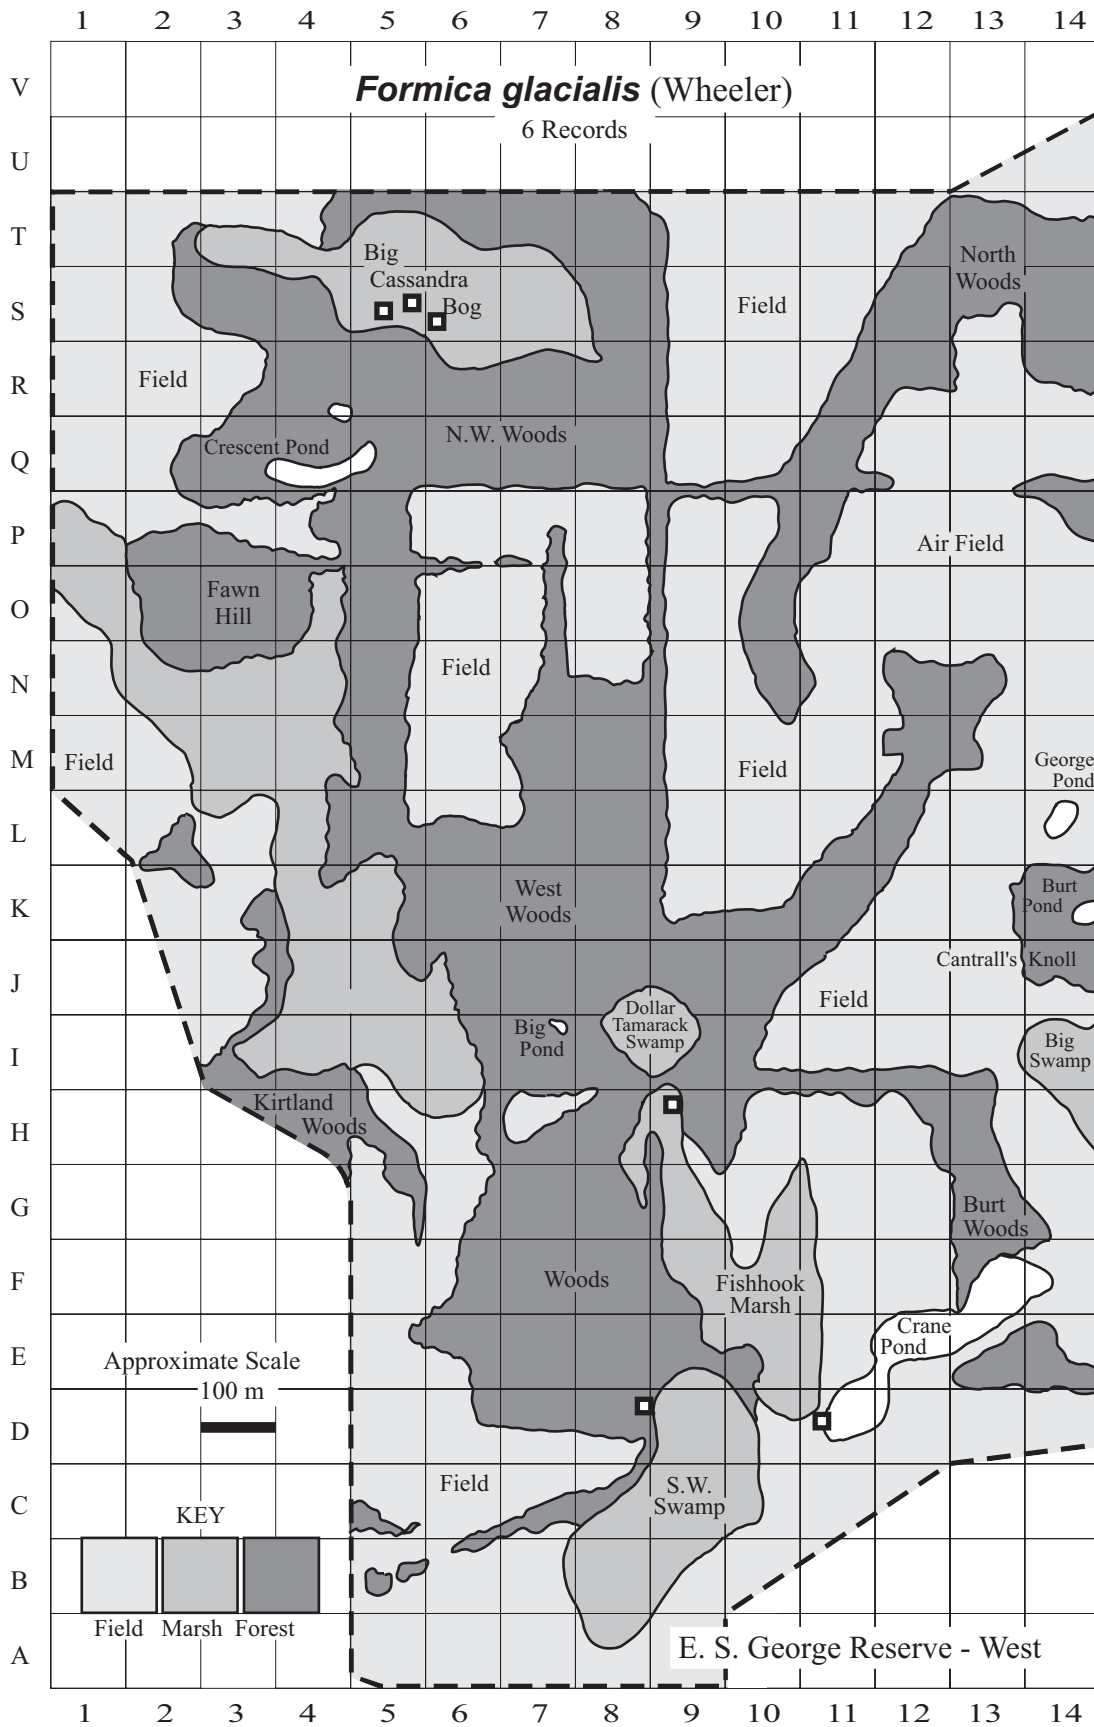 1 2 3 4 5 6 7 8 9 10 11 12 13 14
V
Formica glacialis (Wheeler)
6 Records
U
T
Big
Cassandra
Bog
North
Woods
S
Field
R
Field
N.W. Woods
Crescent Pond
Q
P
Air Field
Fawn
Hill
O
Field
N
M
Field
Field
George
Pond
L
West
Woods
Burt
Pond
K
Cantrall's Knoll
J
Field
Dollar
Tamarack
Swamp
Big
Pond
Big
Swamp
I
Kirtland
Woods
H
G
Burt
Woods
Woods
Fishhook
Marsh
F
Crane
Pond
E
Approximate Scale
100 m
D
Field
S.W.
Swamp
C
KEY
B
Field Marsh Forest
A
E. S. George Reserve - West
1 2 3 4 5 6 7 8 9 10 11 12 13 14